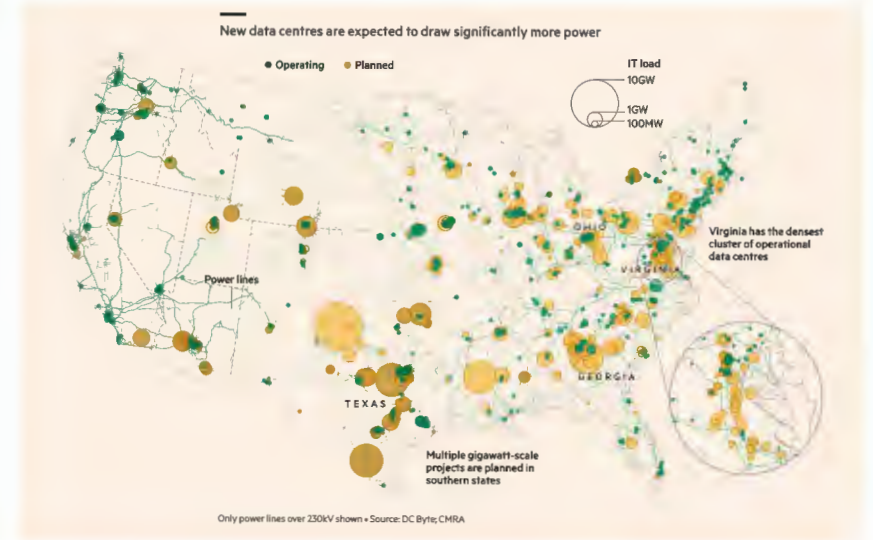 New data centres are expected to draw significantly more power
Operating
Planned
IT load
10GW
1GW
100MW
OHIO
Virginia has the densest
cluster of operational
data centres
VIRGINIA
Power lines
GEORGIA
TEXAS
Multiple gigawatt-scale
projects are planned in
southern states
Only power lines over 230kV shown • Source: DC Byte; CMRA